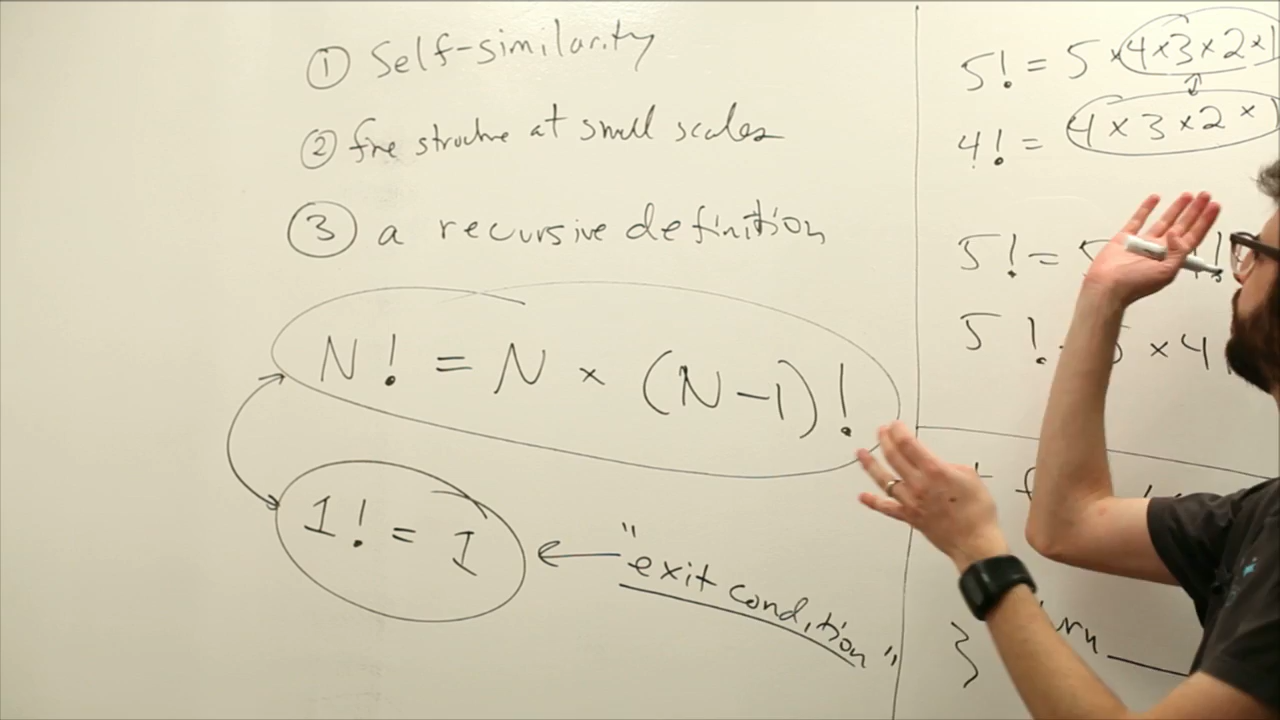 ① Self-similarity
② fine structure at small scales
③ a recursive definition
N! = N × (N-1)!
1! = 1 ← "exit condition"
5! = 5 × 4×3×2×1
4! = 4×3×2×
5! =
5! × 4
}